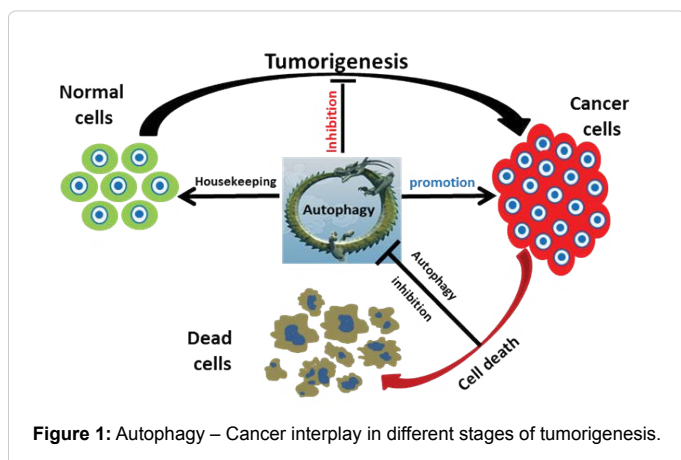 Tumorigenesis
Normal
cells
Cancer
cells
Inhibition
Housekeeping
Autophagy
promotion
Autophagy
inhibition
Dead
cells
Cell death
Figure 1: Autophagy – Cancer interplay in different stages of tumorigenesis.